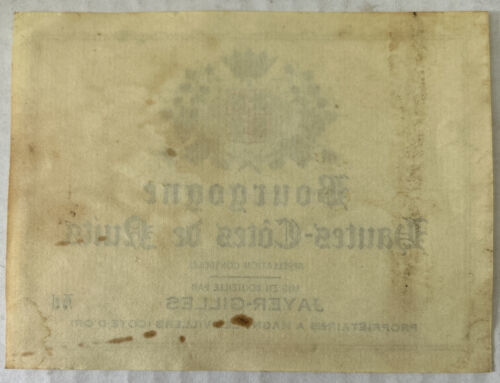 Bourgogne
Hautes-Côtes de Nuits
APPELLATION CONTRÔLÉE
MIS EN BOUTEILLE PAR
JAYER-GILLES
75cl
PROPRIÉTAIRES A MAGNY-LES-VILLERS (CÔTE-D'OR)